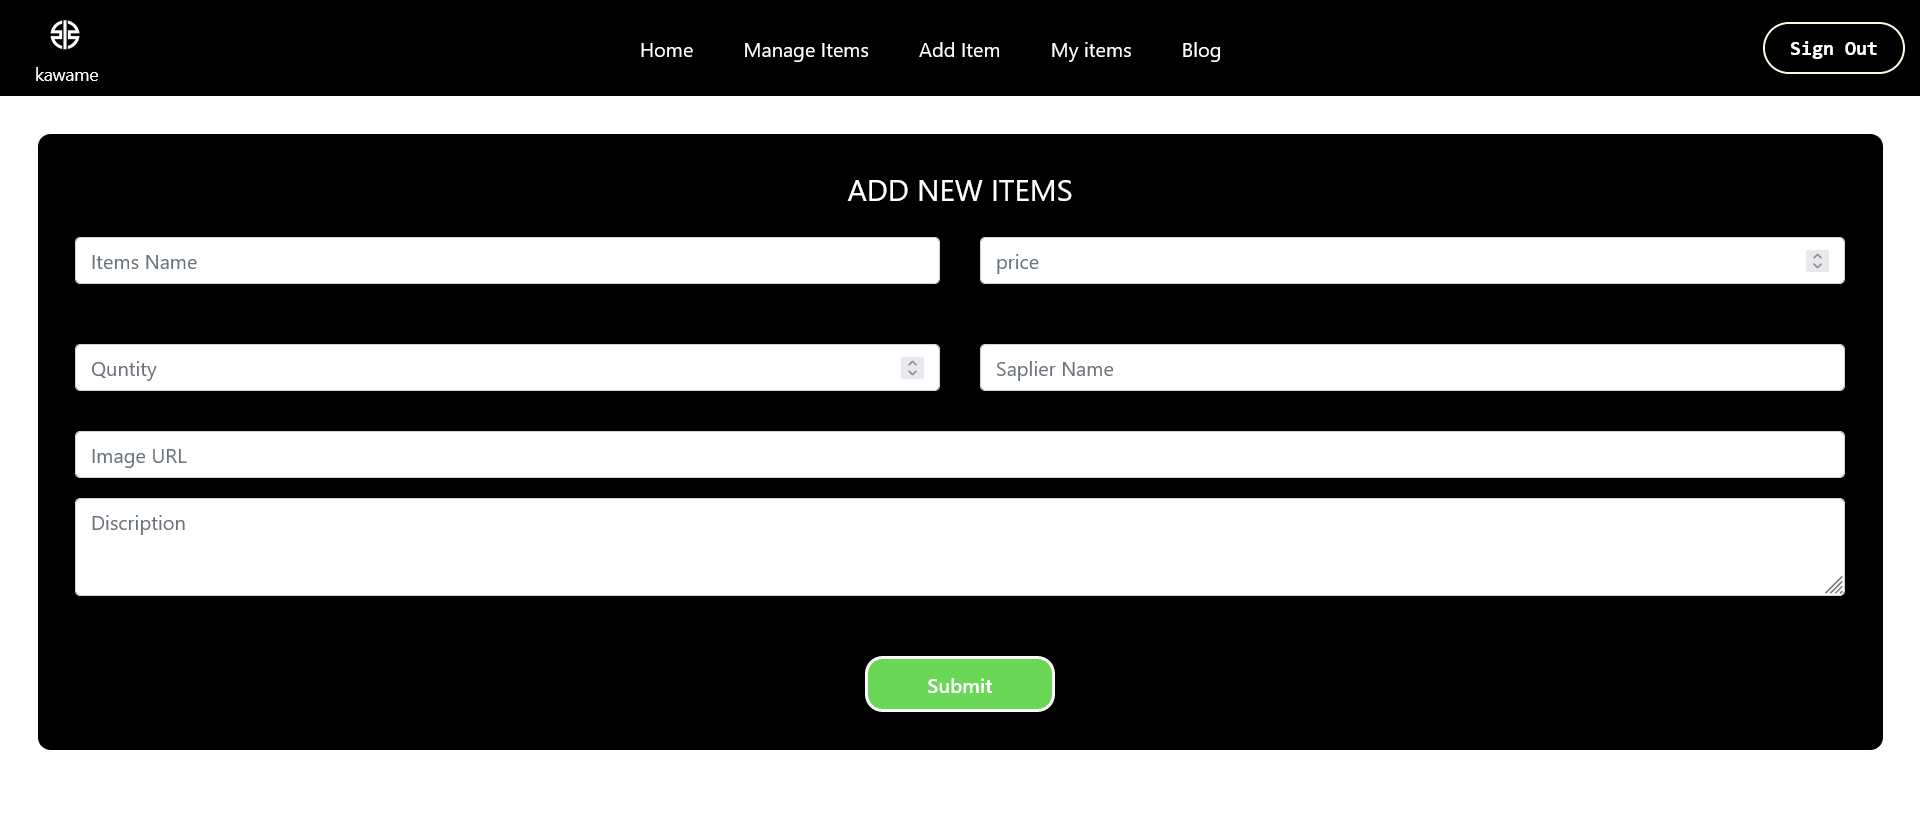 kawame
Home
Manage Items
Add Item
My items
Blog
Sign Out
ADD NEW ITEMS
Items Name
price
Quntity
Saplier Name
Image URL
Discription
Submit